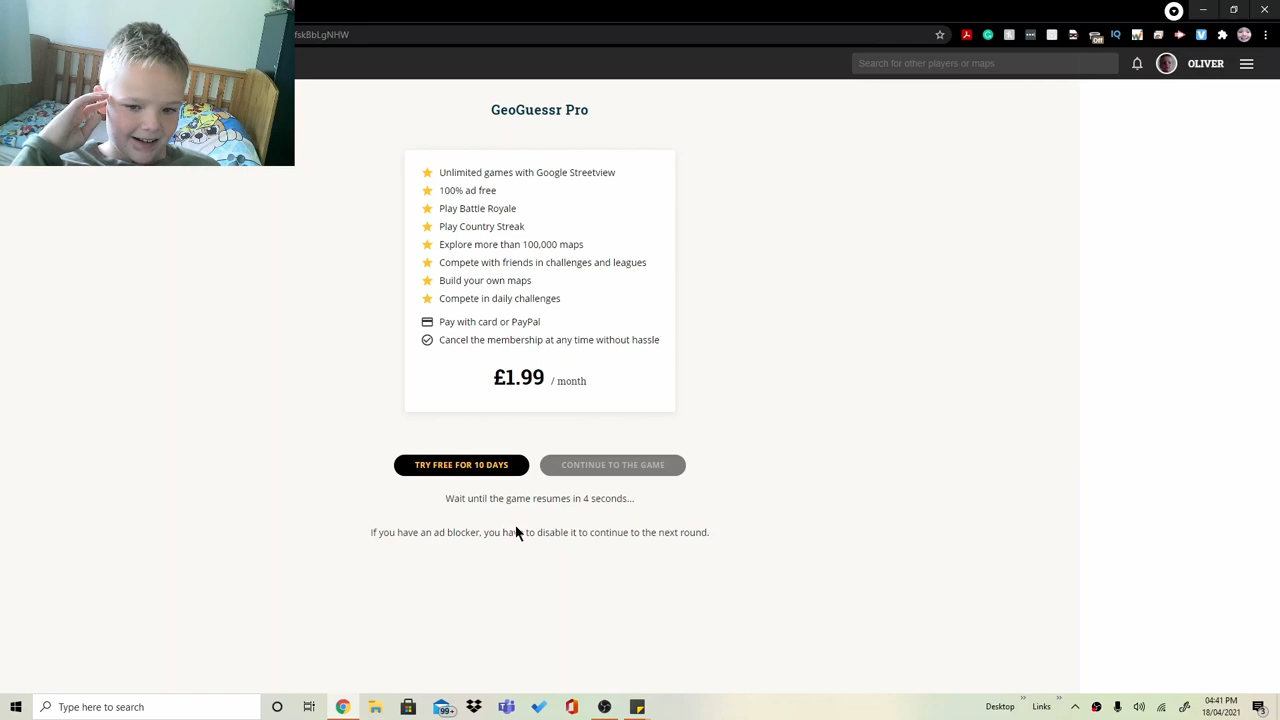 fskBbLgNHW
Off
Search for other players or maps
OLIVER
GeoGuessr Pro
Unlimited games with Google Streetview
100% ad free
Play Battle Royale
Play Country Streak
Explore more than 100,000 maps
Compete with friends in challenges and leagues
Build your own maps
Compete in daily challenges
Pay with card or PayPal
Cancel the membership at any time without hassle
£1.99 / month
TRY FREE FOR 10 DAYS
CONTINUE TO THE GAME
Wait until the game resumes in 4 seconds...
If you have an ad blocker, you have to disable it to continue to the next round.
Type here to search
99+
Desktop
Links
04:41 PM
18/04/2021